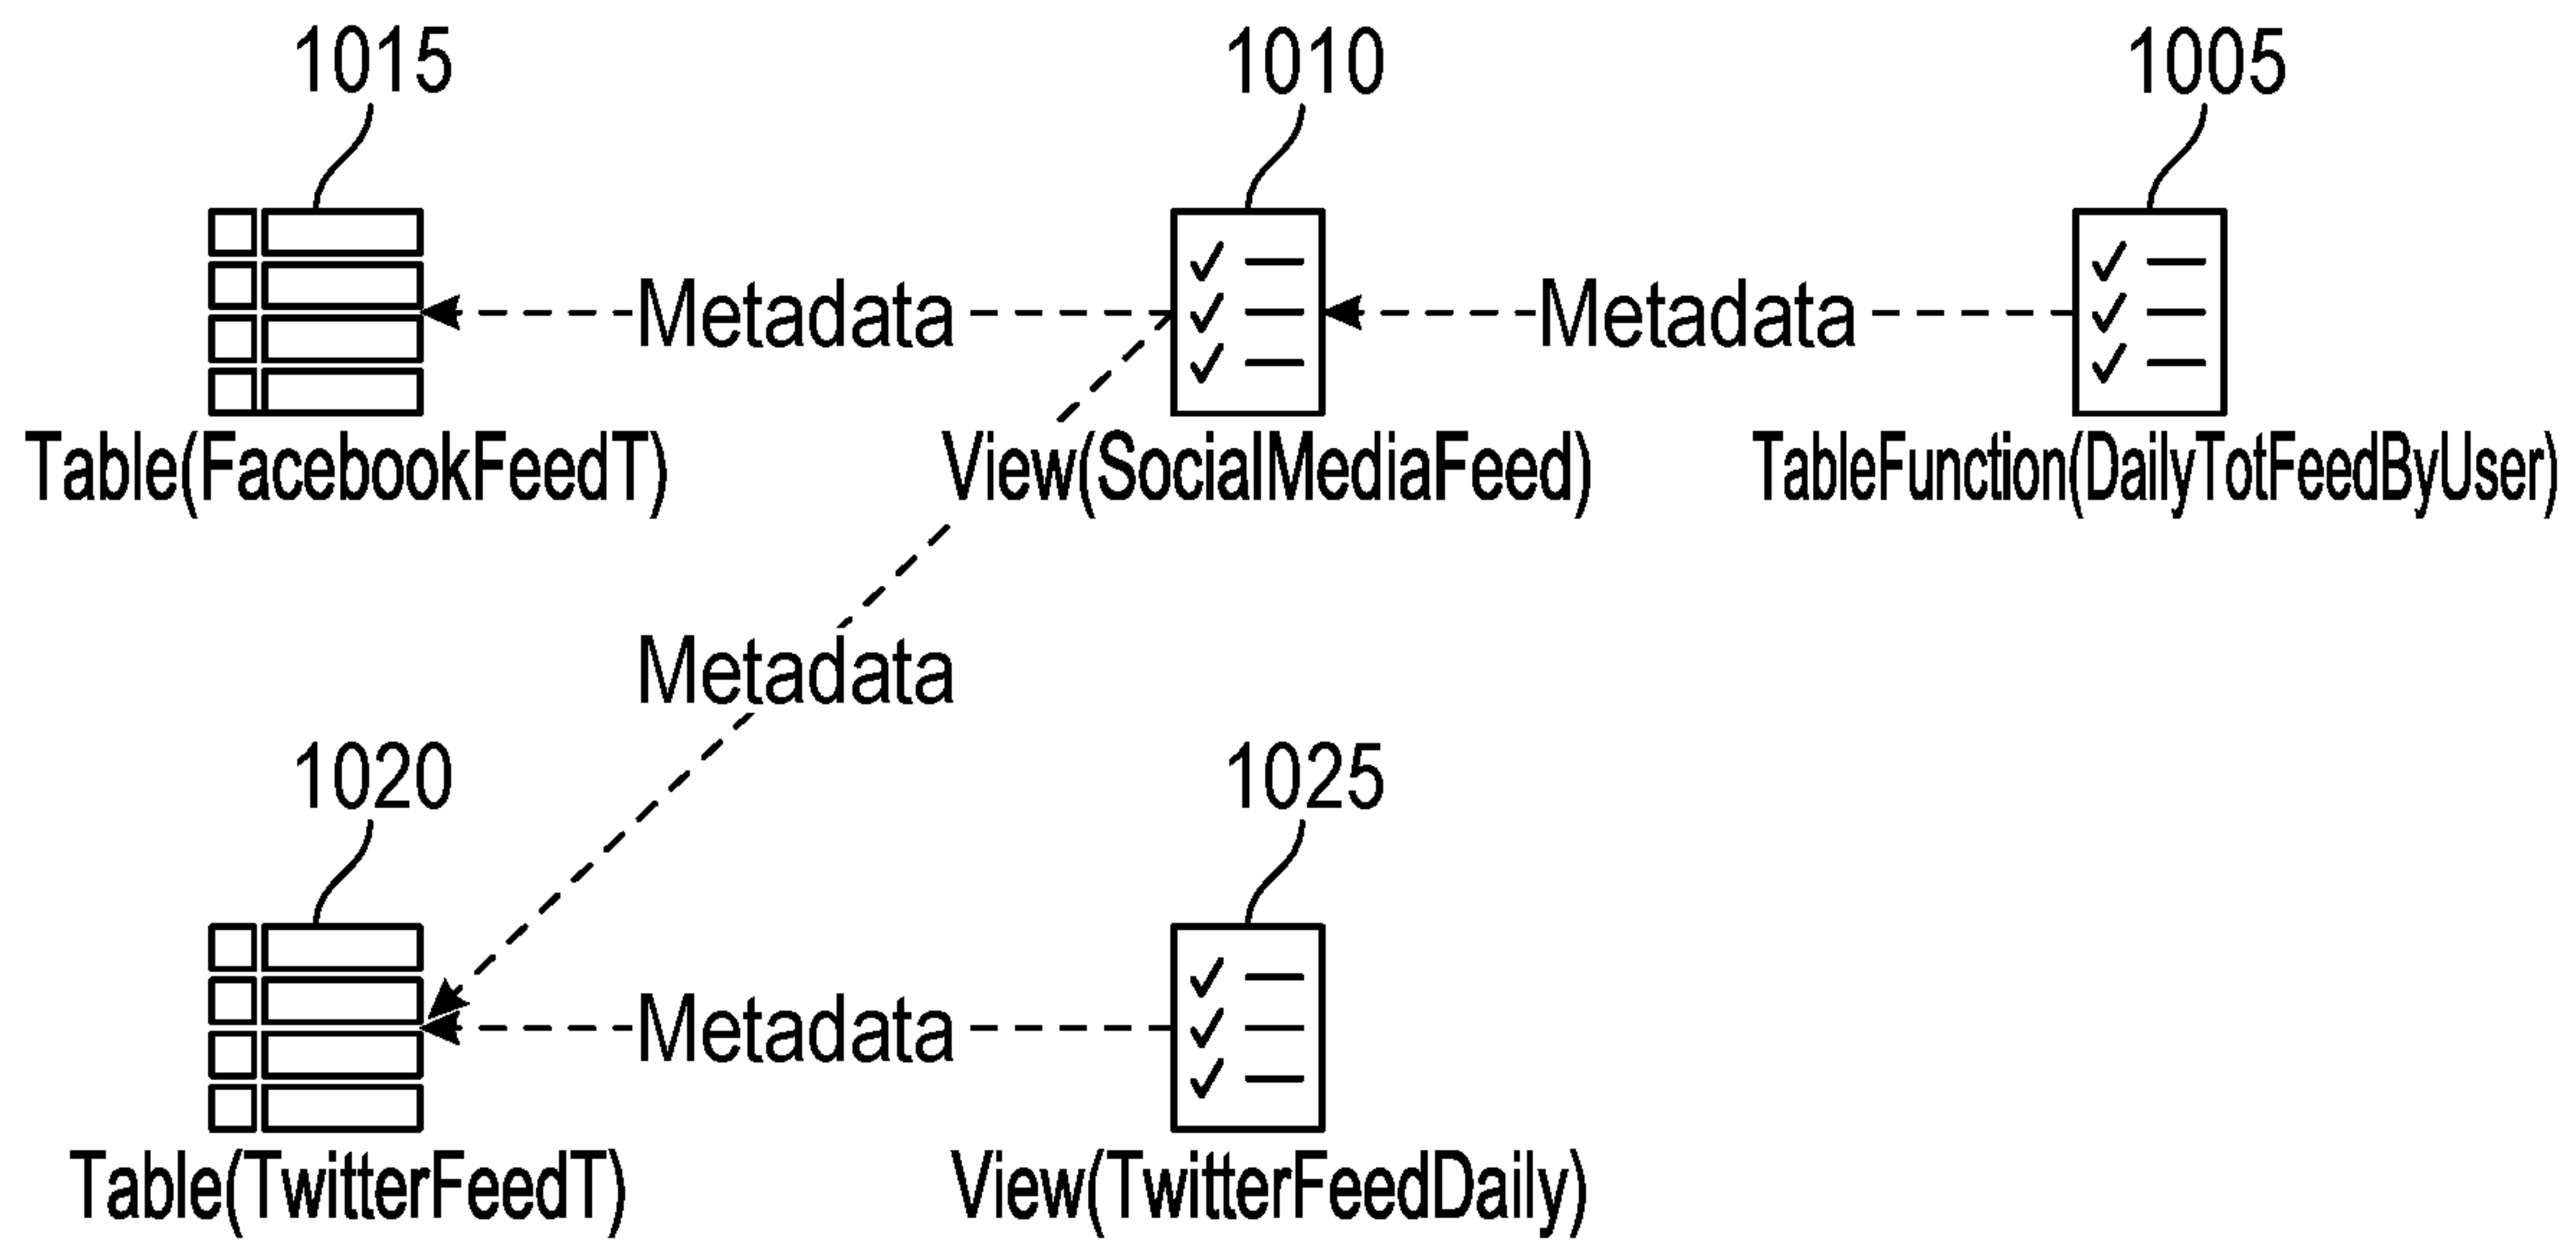 1015
1010
1005
Metadata
Metadata
Table(FacebookFeedT)
View(SocialMediaFeed)
TableFunction(DailyTotFeedByUser)
Metadata
1020
1025
Metadata
Table(TwitterFeedT)
View(TwitterFeedDaily)